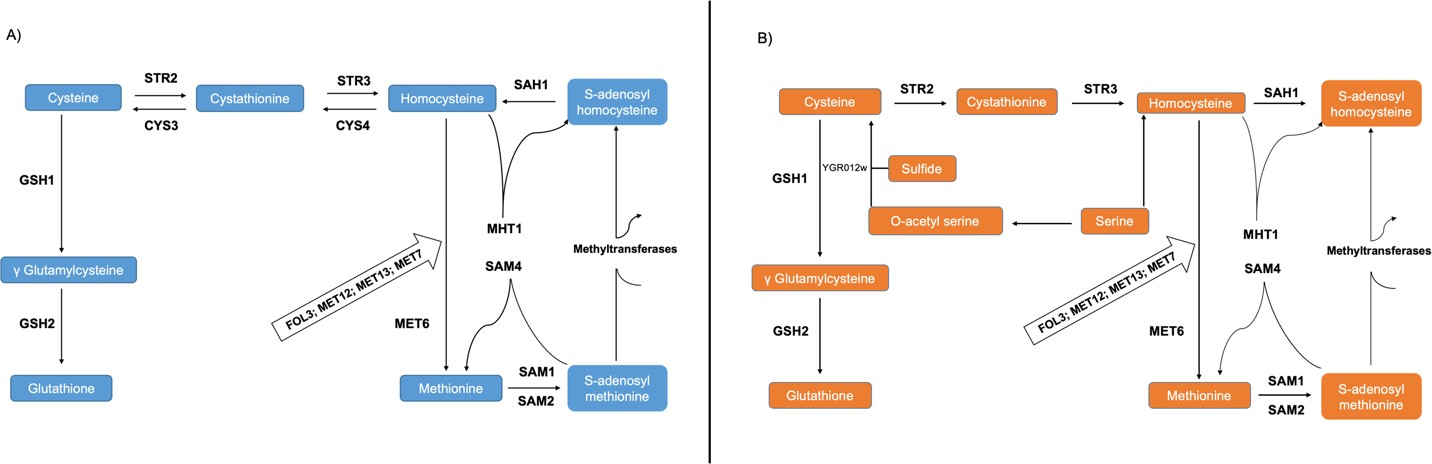 A)
STR2
STR3
SAH1
Cysteine
Cystathionine
Homocysteine
S-adenosyl
homocysteine
CYS3
CYS4
GSH1
MHT1
Methyltransferases
γ Glutamylcysteine
SAM4
FOL3; MET12; MET13; MET7
GSH2
MET6
SAM1
Glutathione
Methionine
S-adenosyl
methionine
SAM2
B)
STR2
STR3
SAH1
Cysteine
Cystathionine
Homocysteine
S-adenosyl
homocysteine
GSH1
YGR012w
Sulfide
O-acetyl serine
Serine
MHT1
Methyltransferases
γ Glutamylcysteine
SAM4
FOL3; MET12; MET13; MET7
GSH2
MET6
SAM1
Glutathione
Methionine
S-adenosyl
methionine
SAM2